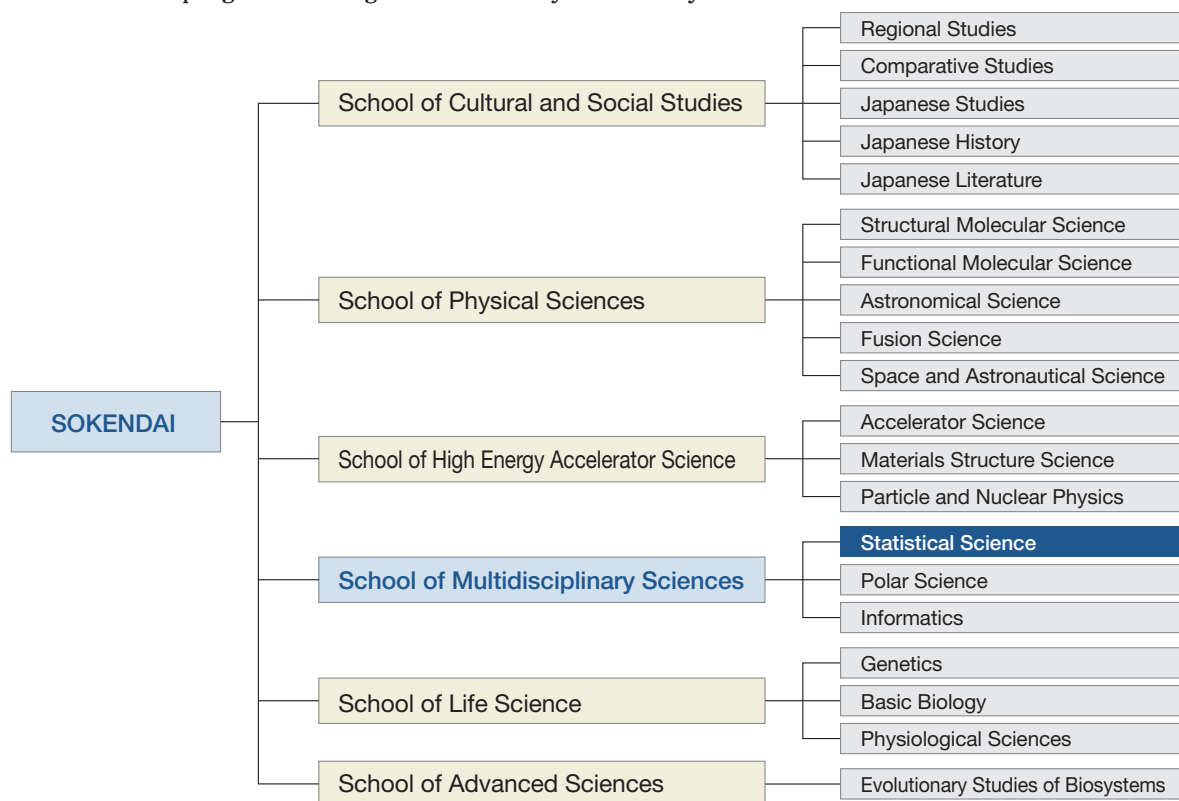 Regional Studies
Comparative Studies
School of Cultural and Social Studies
Japanese Studies
Japanese History
Japanese Literature
Structural Molecular Science
Functional Molecular Science
School of Physical Sciences
Astronomical Science
Fusion Science
Space and Astronautical Science
SOKENDAI
Accelerator Science
School of High Energy Accelerator Science
Materials Structure Science
Particle and Nuclear Physics
Statistical Science
School of Multidisciplinary Sciences
Polar Science
Informatics
Genetics
School of Life Science
Basic Biology
Physiological Sciences
School of Advanced Sciences
Evolutionary Studies of Biosystems